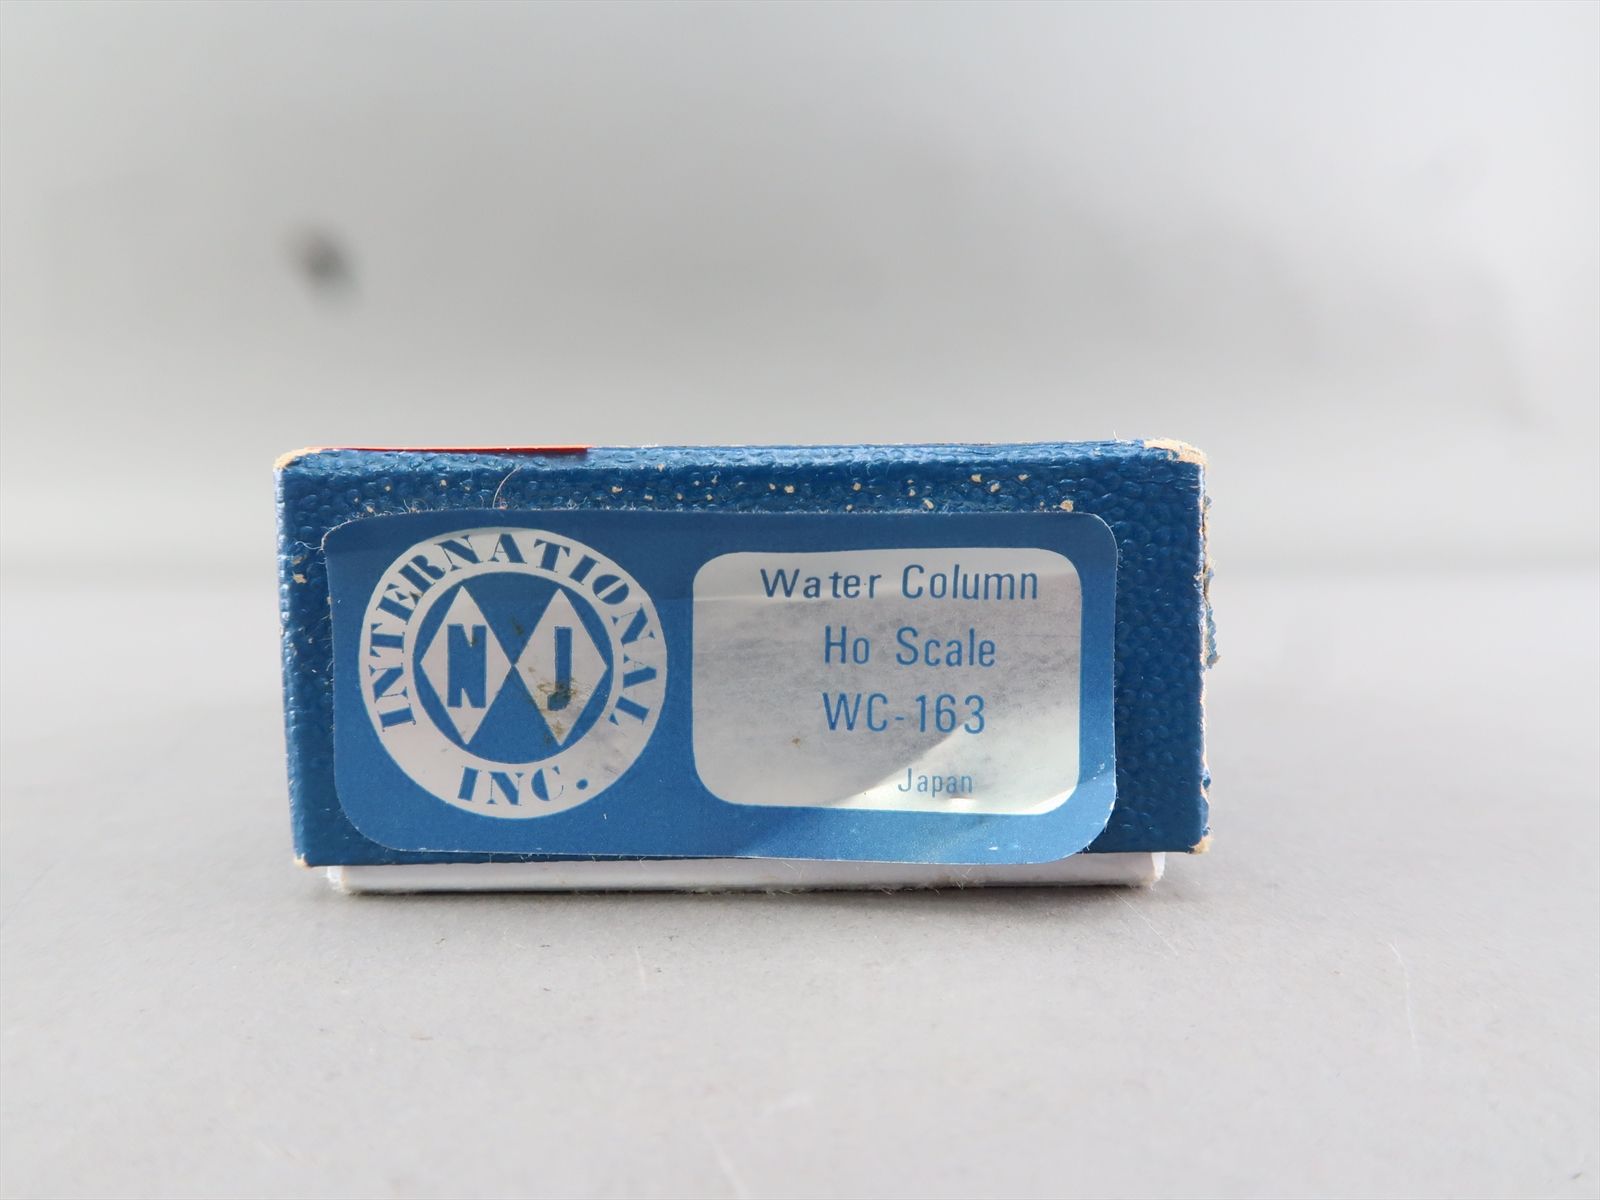 INTERNATIONAL
NJ
INC.
Water Column
Ho Scale
WC-163
Japan